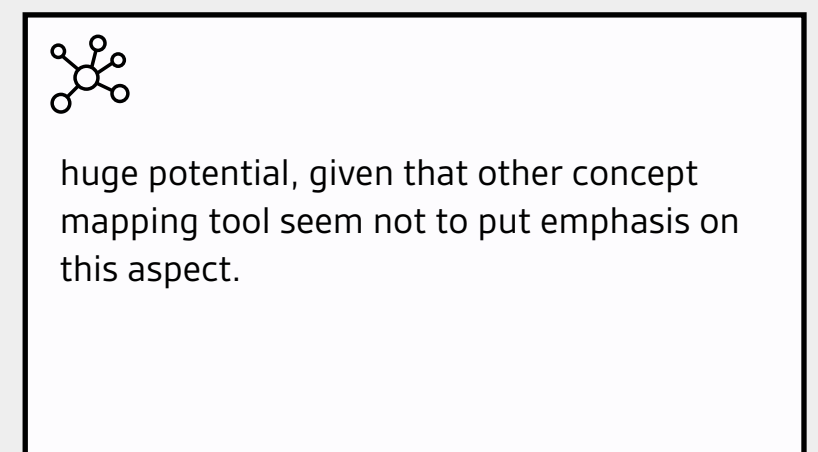 huge potential, given that other concept
mapping tool seem not to put emphasis on
this aspect.